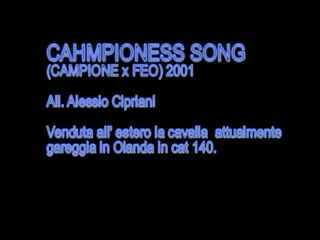 CAHMPIONESS SONG
(CAMPIONE x FEO) 2001
All. Alessio Cipriani
Venduta all' estero la cavalla attualmente
gareggia in Olanda in cat 140.